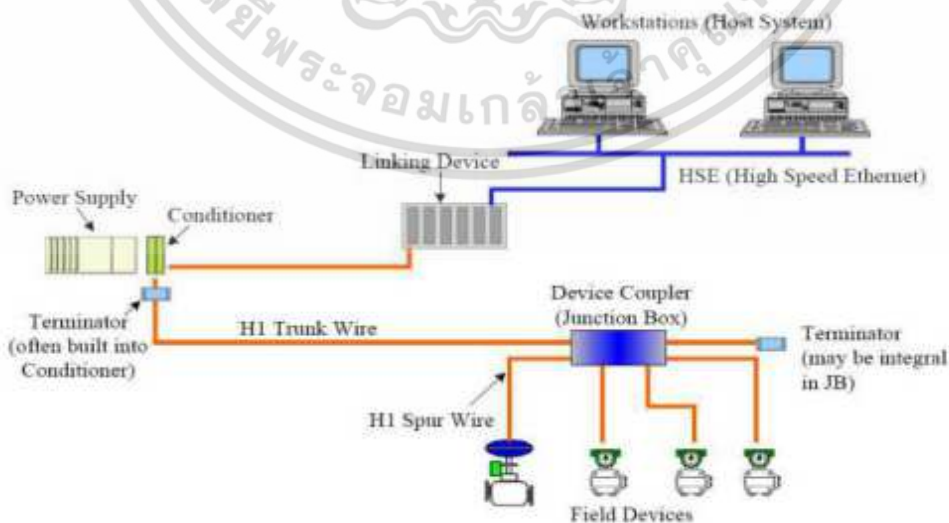 Workstations (Host System)
Linking Device
HSE (High Speed Ethernet)
Power Supply
Conditioner
Terminator
(often built into
Conditioner)
H1 Trunk Wire
Device Coupler
(Junction Box)
Terminator
(may be integral
in JB)
H1 Spur Wire
Field Devices